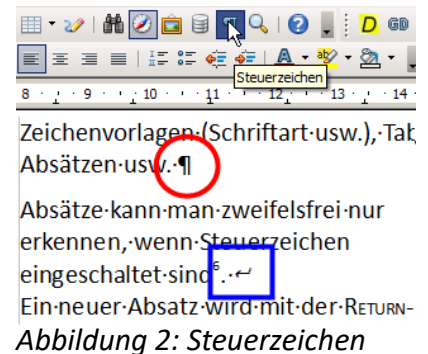 D GD
A
Steuerzeichen
8 9 10 11 12 13 14
Zeichenvorlagen·(Schriftart·usw.),·Tab
Absätzen·usw.·¶
Absätze·kann·man·zweifelsfrei·nur
erkennen,·wenn·Steuerzeichen
eingeschaltet·sind⁶.·↵
Ein·neuer·Absatz·wird·mit·der·RETURN-
Abbildung 2: Steuerzeichen